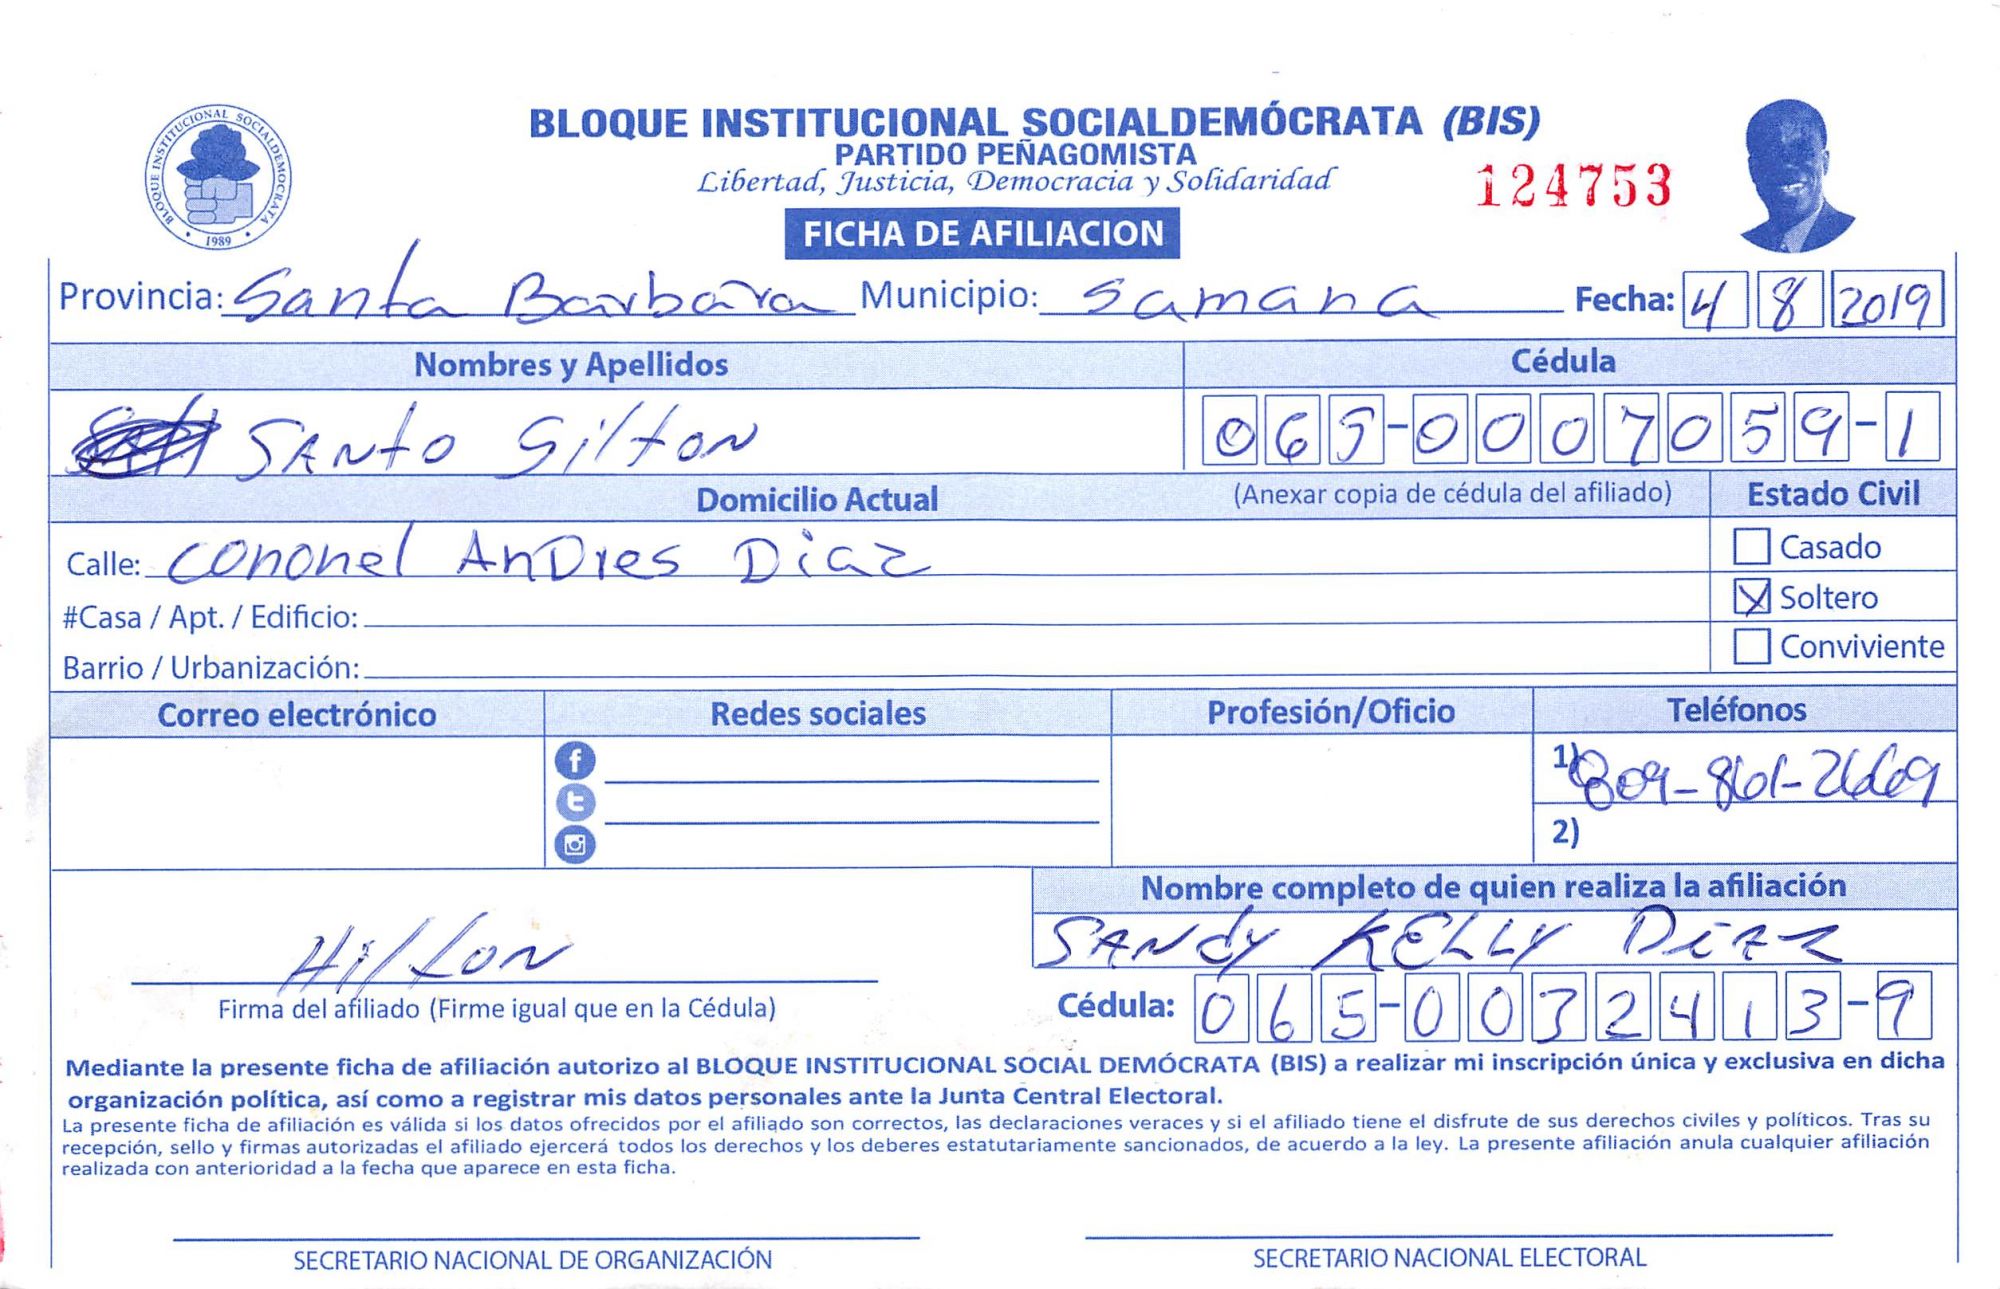 BLOQUE INSTITUCIONAL SOCIALDEMÓCRATA (BIS)
PARTIDO PEÑAGOMISTA
Libertad, Justicia, Democracia y Solidaridad
124753
BLOQUE INSTITUCIONAL SOCIALDEMOCRATA
1989
FICHA DE AFILIACION
Provincia: Santa Barbara Municipio: Samana Fecha: 4 8 2019
Nombres y Apellidos Cédula
SANTO Gilton 065-0007059-1
Domicilio Actual (Anexar copia de cédula del afiliado) Estado Civil
Calle: Cononel AnDres Diaz
Casado
#Casa / Apt. / Edificio:
Soltero
Barrio / Urbanización:
Conviviente
Correo electrónico Redes sociales Profesión/Oficio Teléfonos
1) 809-861-2669
2)
Nombre completo de quien realiza la afiliación
Hilton SANdy KELLY DiAz
Firma del afiliado (Firme igual que en la Cédula) Cédula: 065-0032413-9
Mediante la presente ficha de afiliación autorizo al BLOQUE INSTITUCIONAL SOCIAL DEMÓCRATA (BIS) a realizar mi inscripción única y exclusiva en dicha
organización política, así como a registrar mis datos personales ante la Junta Central Electoral.
La presente ficha de afiliación es válida si los datos ofrecidos por el afiliado son correctos, las declaraciones veraces y si el afiliado tiene el disfrute de sus derechos civiles y políticos. Tras su
recepción, sello y firmas autorizadas el afiliado ejercerá todos los derechos y los deberes estatutariamente sancionados, de acuerdo a la ley. La presente afiliación anula cualquier afiliación
realizada con anterioridad a la fecha que aparece en esta ficha.
SECRETARIO NACIONAL DE ORGANIZACIÓN SECRETARIO NACIONAL ELECTORAL